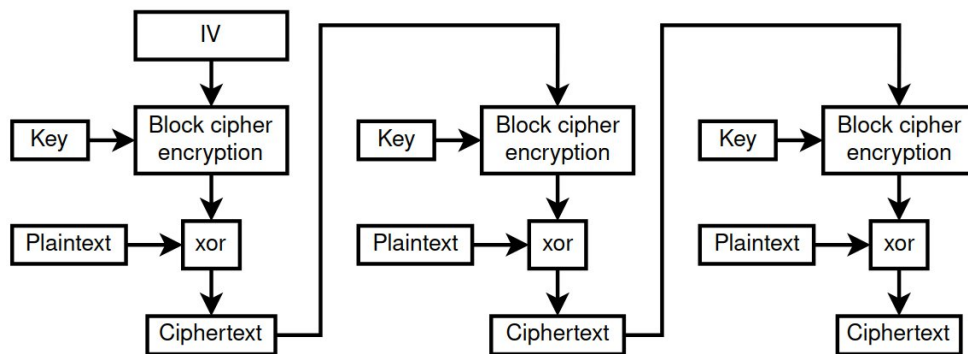 IV
Key
Block cipher
encryption
Key
Block cipher
encryption
Key
Block cipher
encryption
Plaintext
xor
Plaintext
xor
Plaintext
xor
Ciphertext
Ciphertext
Ciphertext